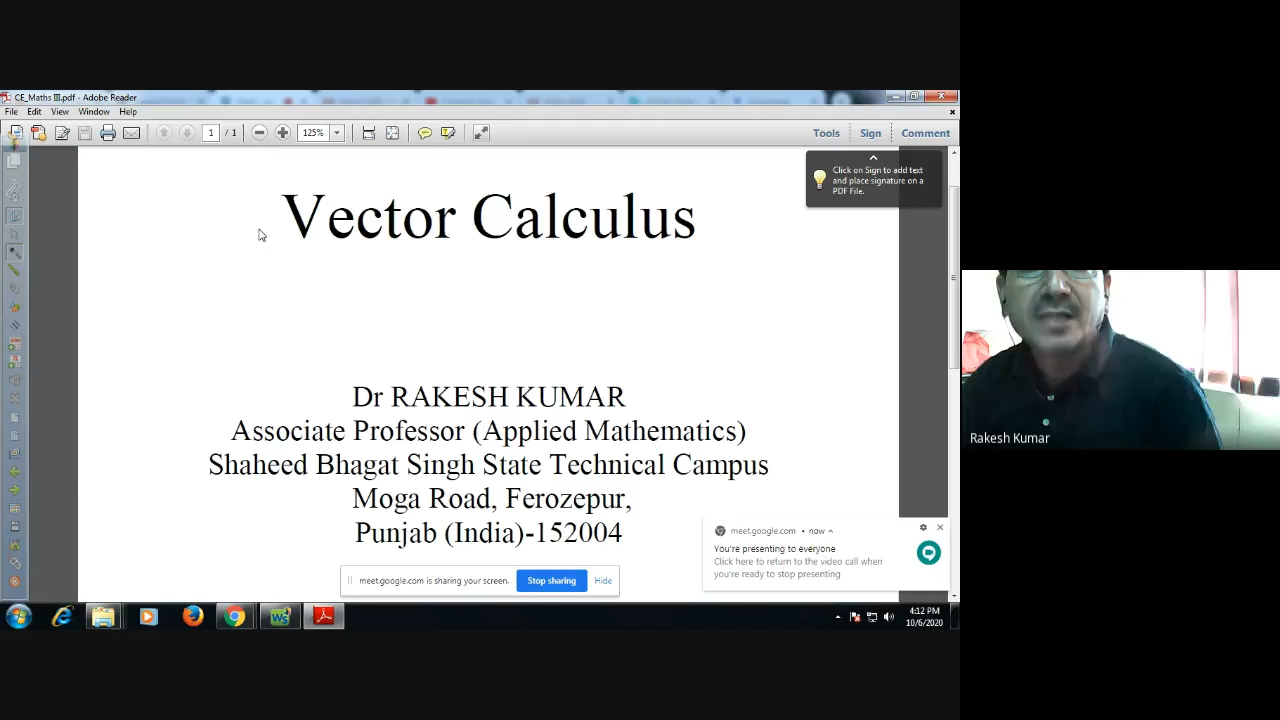 CE_Maths III.pdf - Adobe Reader
File Edit View Window Help
1 / 1 125% Tools Sign Comment
Click on Sign to add text
and place signature on a
PDF File.
Vector Calculus
Dr RAKESH KUMAR
Associate Professor (Applied Mathematics)
Shaheed Bhagat Singh State Technical Campus
Moga Road, Ferozepur,
Punjab (India)-152004
meet.google.com • now
You're presenting to everyone
Click here to return to the video call when
you're ready to stop presenting
meet.google.com is sharing your screen. Stop sharing Hide
4:12 PM
10/6/2020
Rakesh Kumar